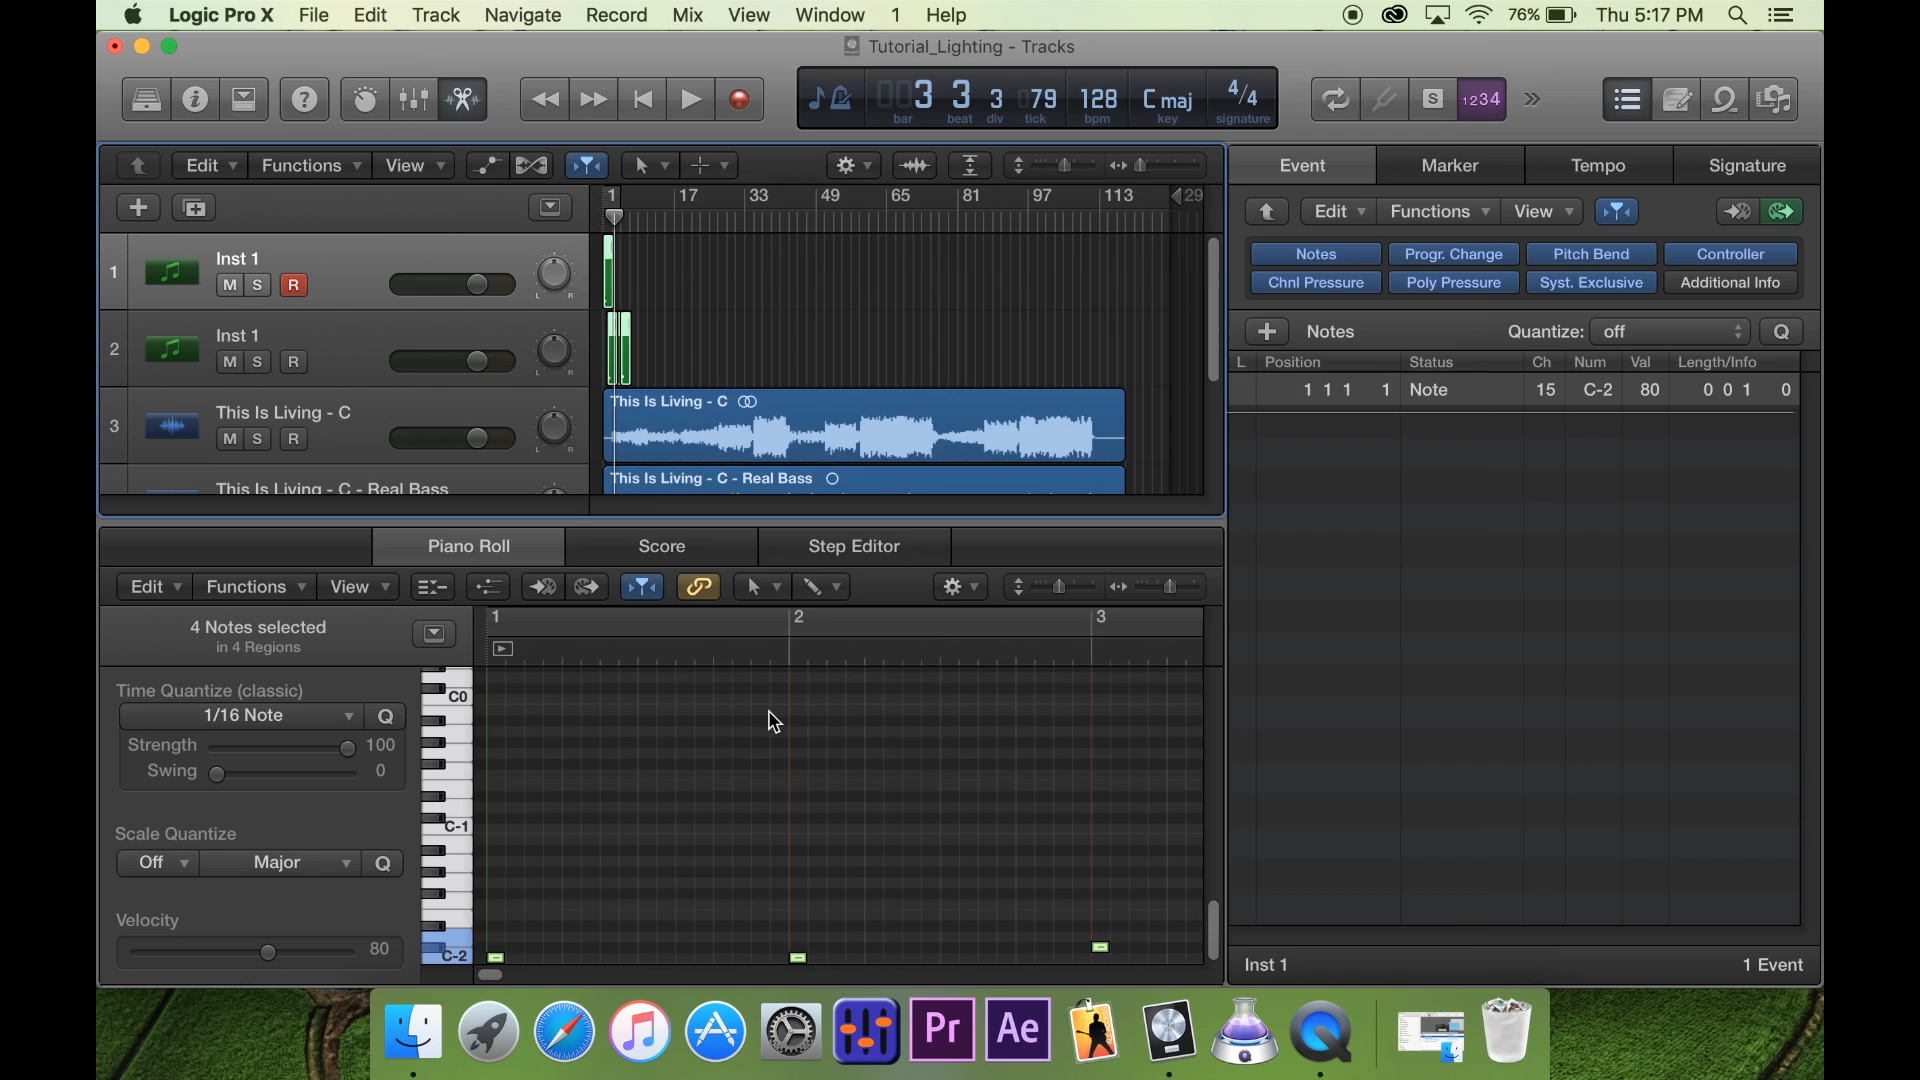 Logic Pro X File Edit Track Navigate Record Mix View Window 1 Help 76% Thu 5:17 PM
Tutorial_Lighting - Tracks
S 1234
003 3 3 079 128 C maj 4/4
bar beat div tick bpm key signature
Edit Functions View
1 17 33 49 65 81 97 113 29
1 Inst 1
M S R
2 Inst 1
M S R
3 This Is Living - C
M S R
This Is Living - C - Real Bass
L R
L R
L R
This Is Living - C
This Is Living - C - Real Bass
Event Marker Tempo Signature
Edit Functions View
Notes Progr. Change Pitch Bend Controller
Chnl Pressure Poly Pressure Syst. Exclusive Additional Info
Notes Quantize: off Q
L Position Status Ch Num Val Length/Info
1 1 1 1 Note 15 C-2 80 0 0 1 0
Inst 1 1 Event
Piano Roll Score Step Editor
Edit Functions View
4 Notes selected
in 4 Regions
1 2 3
Time Quantize (classic)
1/16 Note Q
Strength 100
Swing 0
Scale Quantize
Off Major Q
Velocity
80
C0
C-1
C-2
Pr Ae